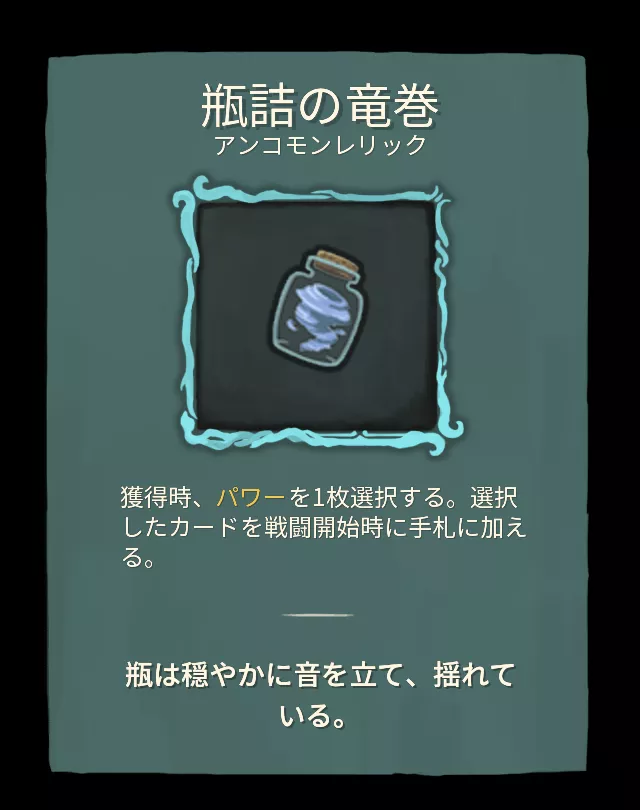 瓶詰の竜巻
アンコモンレリック
獲得時、パワーを1枚選択する。選択
したカードを戦闘開始時に手札に加え
る。
瓶は穏やかに音を立て、揺れて
いる。